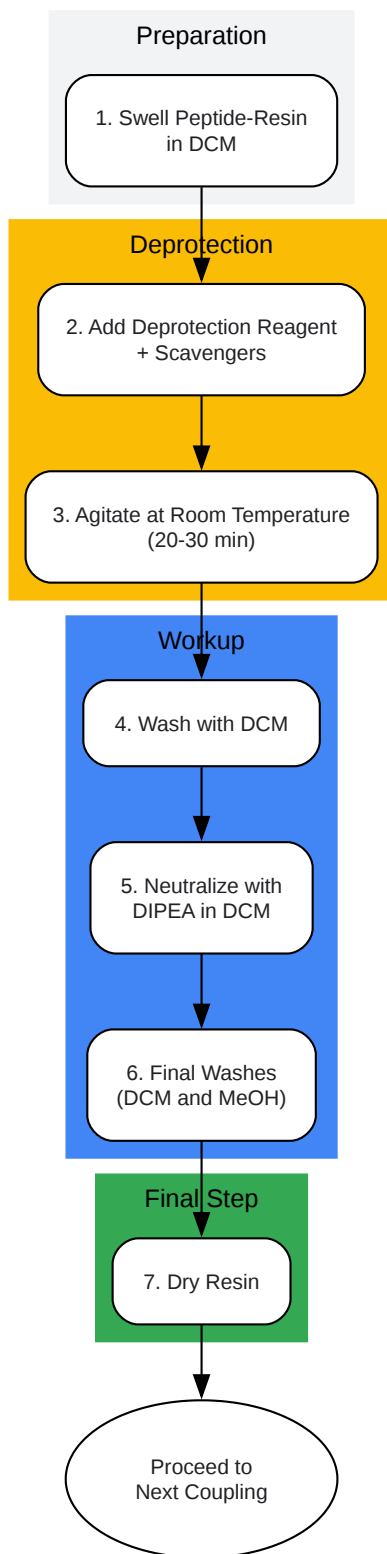 Preparation
1. Swell Peptide-Resin
in DCM
Deprotection
2. Add Deprotection Reagent
+ Scavengers
3. Agitate at Room Temperature
(20-30 min)
Workup
4. Wash with DCM
5. Neutralize with
DIPEA in DCM
6. Final Washes
(DCM and MeOH)
Final Step
7. Dry Resin
Proceed to
Next Coupling